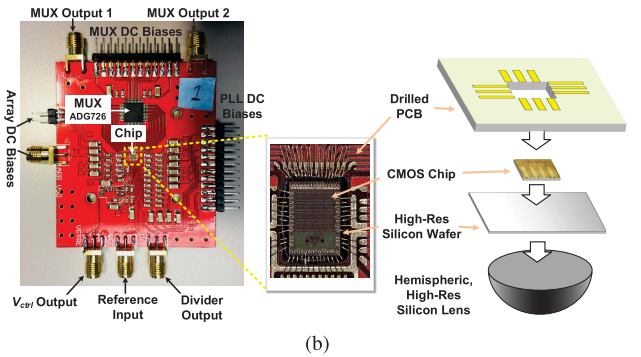 MUX Output 1
MUX Output 2
MUX DC Biases
1
PLL DC
Biases
MUX
ADG726
Chip
Array DC Biases
Vctrl Output
Reference
Input
Divider
Output
Drilled
PCB
CMOS Chip
High-Res
Silicon Wafer
Hemispheric,
High-Res
Silicon Lens
(b)